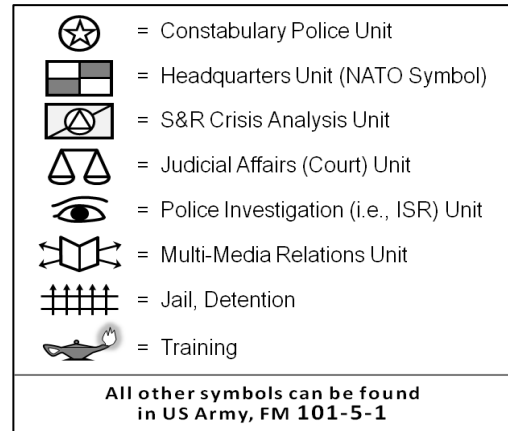 = Constabulary Police Unit
= Headquarters Unit (NATO Symbol)
= S&R Crisis Analysis Unit
= Judicial Affairs (Court) Unit
= Police Investigation (i.e., ISR) Unit
= Multi-Media Relations Unit
= Jail, Detention
= Training
All other symbols can be found
in US Army, FM 101-5-1